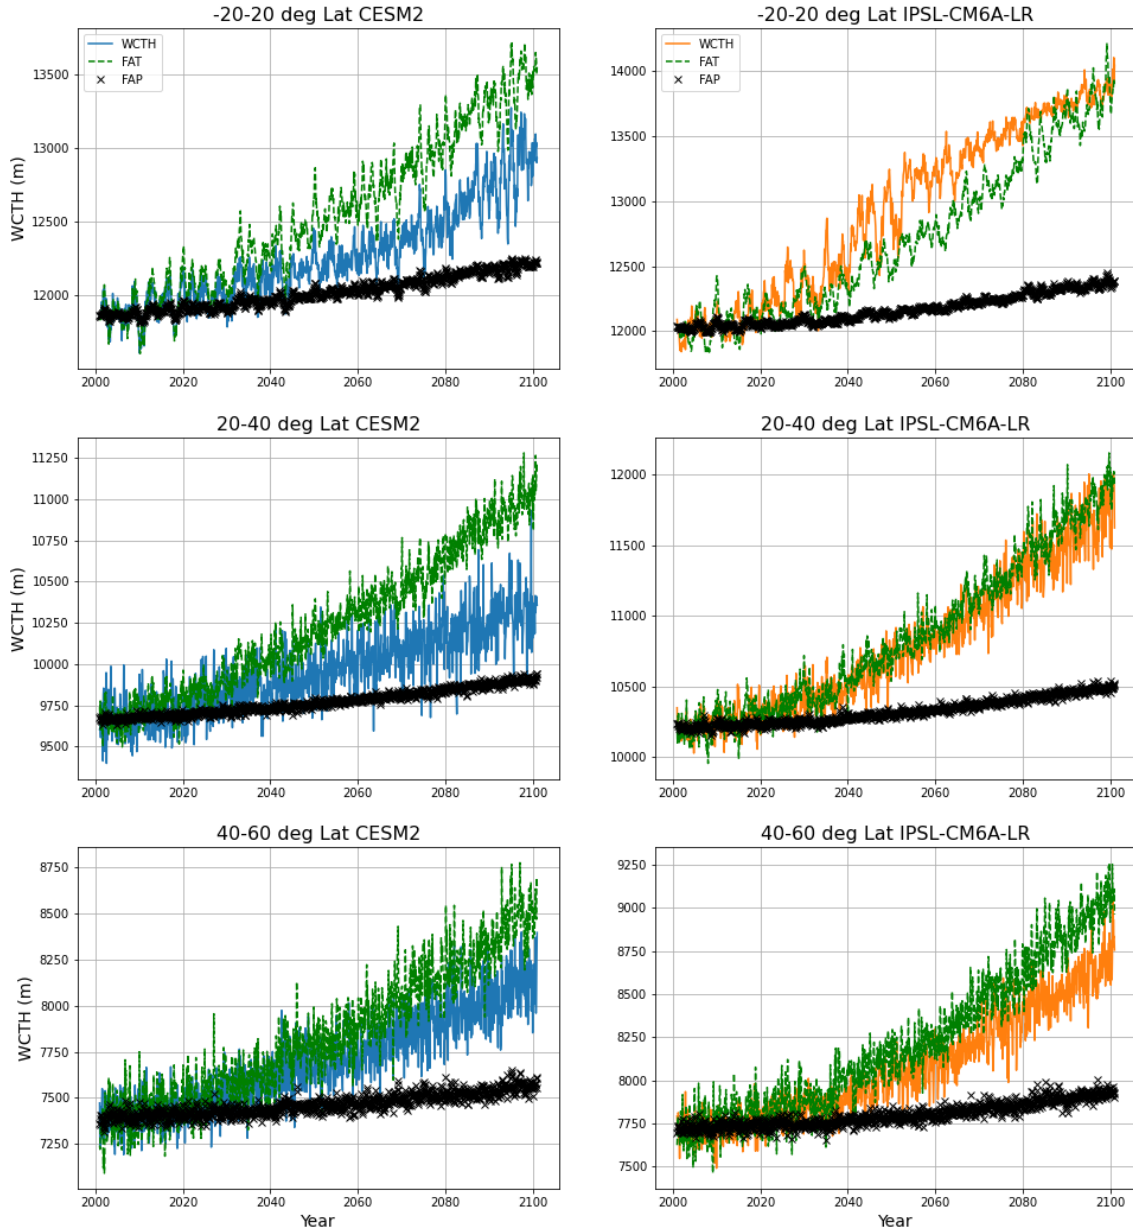 -20-20 deg Lat CESM2
WCTH
FAT
FAP
WCTH (m)
13500
13000
12500
12000
2000 2020 2040 2060 2080 2100
-20-20 deg Lat IPSL-CM6A-LR
WCTH
FAT
FAP
14000
13500
13000
12500
12000
2000 2020 2040 2060 2080 2100
20-40 deg Lat CESM2
WCTH (m)
11250
11000
10750
10500
10250
10000
9750
9500
2000 2020 2040 2060 2080 2100
20-40 deg Lat IPSL-CM6A-LR
12000
11500
11000
10500
10000
2000 2020 2040 2060 2080 2100
40-60 deg Lat CESM2
WCTH (m)
8750
8500
8250
8000
7750
7500
7250
2000 2020 2040 2060 2080 2100
Year
40-60 deg Lat IPSL-CM6A-LR
9250
9000
8750
8500
8250
8000
7750
7500
2000 2020 2040 2060 2080 2100
Year